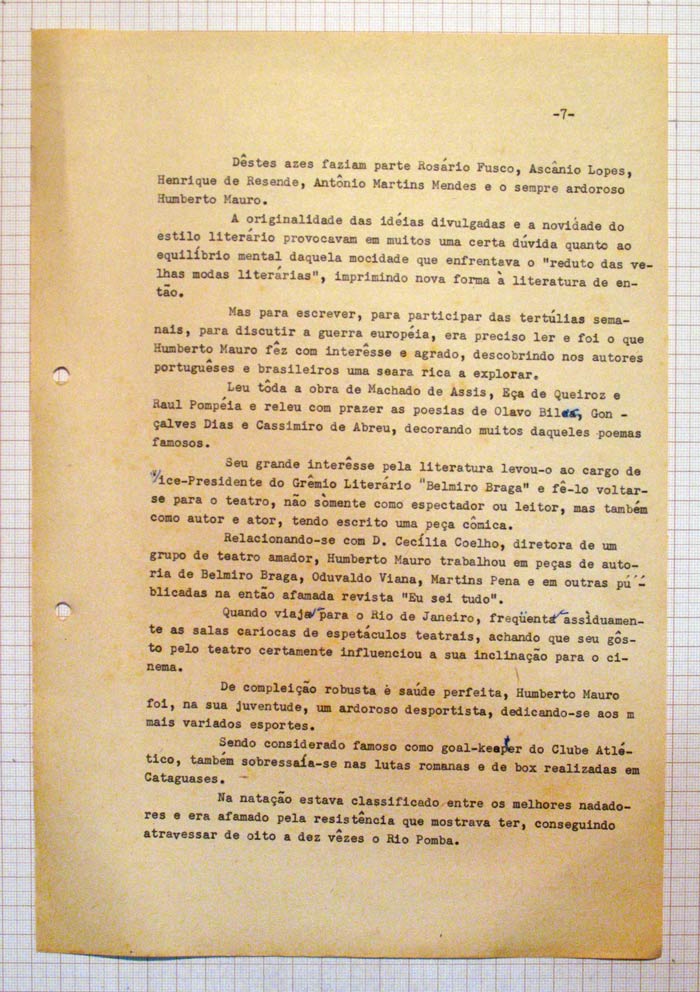 -7-
Dêstes azes faziam parte Rosário Fusco, Ascânio Lopes,
Henrique de Resende, Antônio Martins Mendes e o sempre ardoroso
Humberto Mauro.
A originalidade das idéias divulgadas e a novidade do
estilo literário provocavam em muitos uma certa dúvida quanto ao
equilíbrio mental daquela mocidade que enfrentava o "reduto das ve-
lhas modas literárias", imprimindo nova forma à literatura de en-
tão.
Mas para escrever, para participar das tertúlias sema-
nais, para discutir a guerra européia, era preciso ler e foi o que
Humberto Mauro fêz com interêsse e agrado, descobrindo nos autores
portuguêses e brasileiros uma seara rica a explorar.
Leu tôda a obra de Machado de Assis, Eça de Queiroz e
Raul Pompéia e releu com prazer as poesias de Olavo Bilac, Gon -
çalves Dias e Cassimiro de Abreu, decorando muitos daqueles poemas
famosos.
Seu grande interêsse pela literatura levou-o ao cargo de
Vice-Presidente do Grêmio Literário "Belmiro Braga" e fê-lo voltar-
se para o teatro, não sòmente como espectador ou leitor, mas também
como autor e ator, tendo escrito uma peça cômica.
Relacionando-se com D. Cecília Coelho, diretora de um
grupo de teatro amador, Humberto Mauro trabalhou em peças de auto-
ria de Belmiro Braga, Oduvaldo Viana, Martins Pena e em outras pú -
blicadas na então afamada revista "Eu sei tudo".
Quando viaja para o Rio de Janeiro, freqüenta assìduamen-
te as salas cariocas de espetáculos teatrais, achando que seu gôs-
to pelo teatro certamente influenciou a sua inclinação para o ci-
nema.
De compleição robusta e saúde perfeita, Humberto Mauro
foi, na sua juventude, um ardoroso desportista, dedicando-se aos m
mais variados esportes.
Sendo considerado famoso como goal-keeper do Clube Atlé-
tico, também sobressaía-se nas lutas romanas e de box realizadas em
Cataguases.
Na natação estava classificado entre os melhores nadado-
res e era afamado pela resistência que mostrava ter, conseguindo
atravessar de oito a dez vêzes o Rio Pomba.